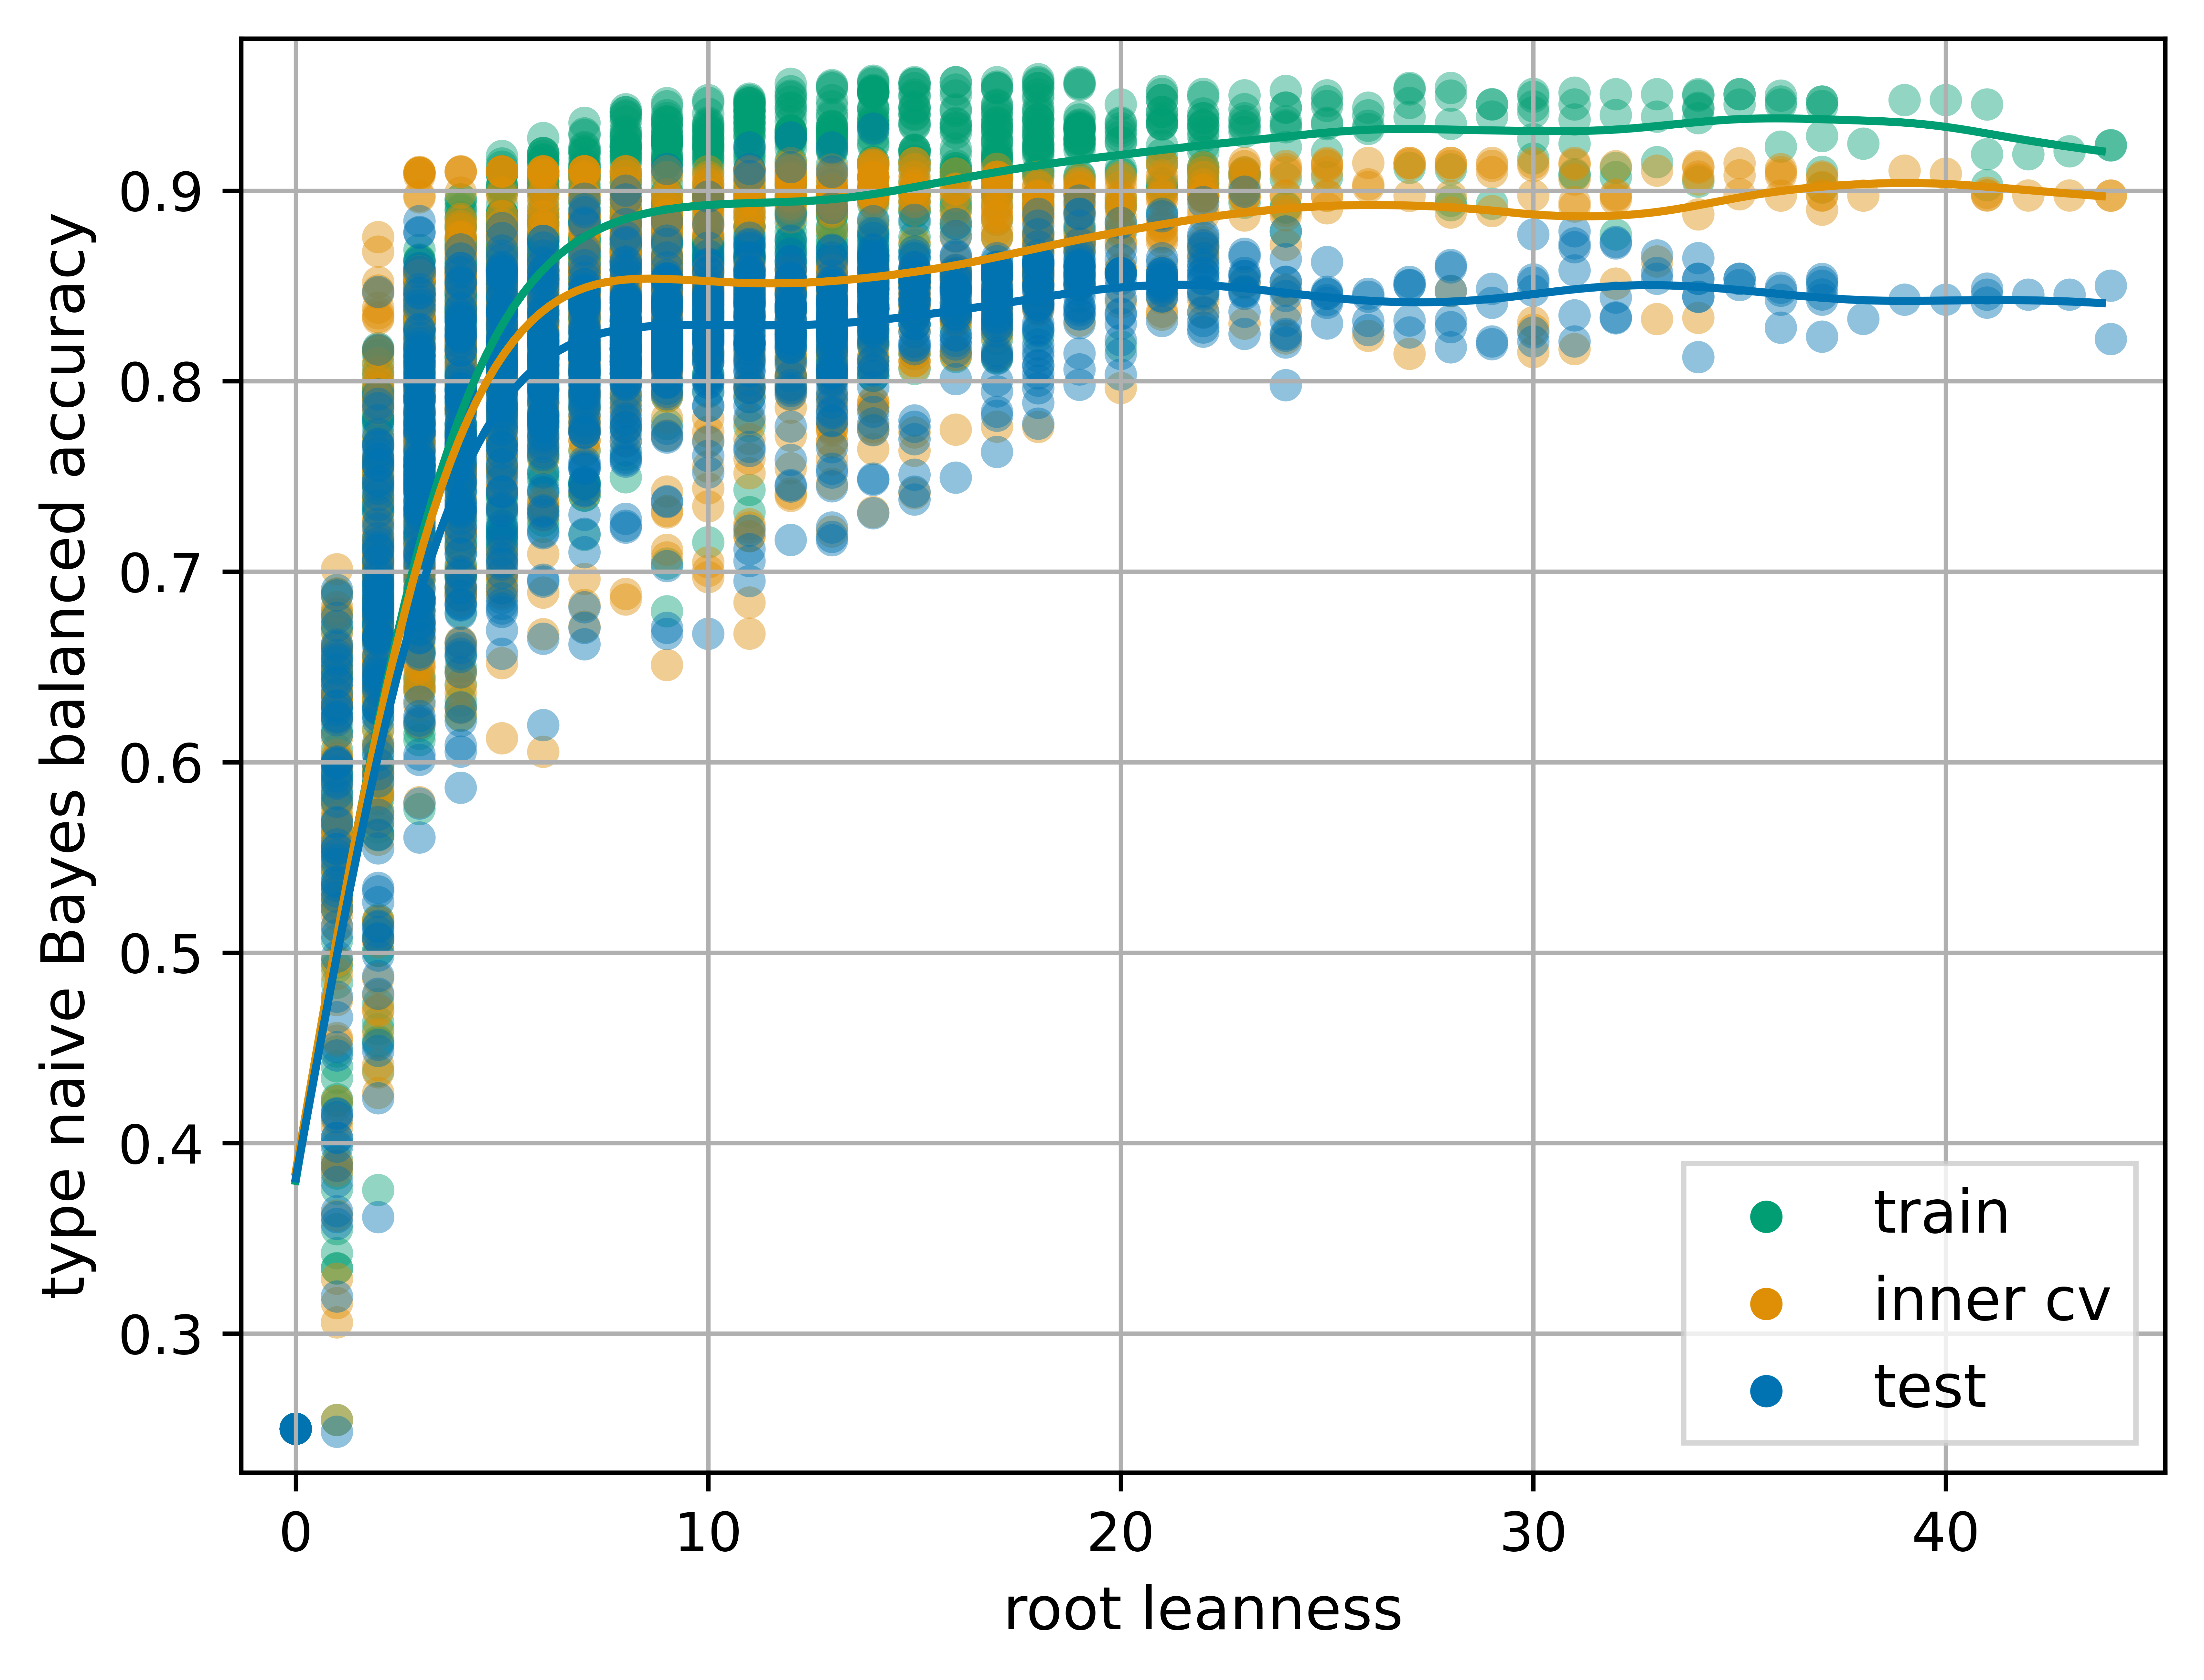 type naive Bayes balanced accuracy
0.9
0.8
0.7
0.6
0.5
0.4
0.3
0
10
20
30
40
root leanness
train
inner cv
test